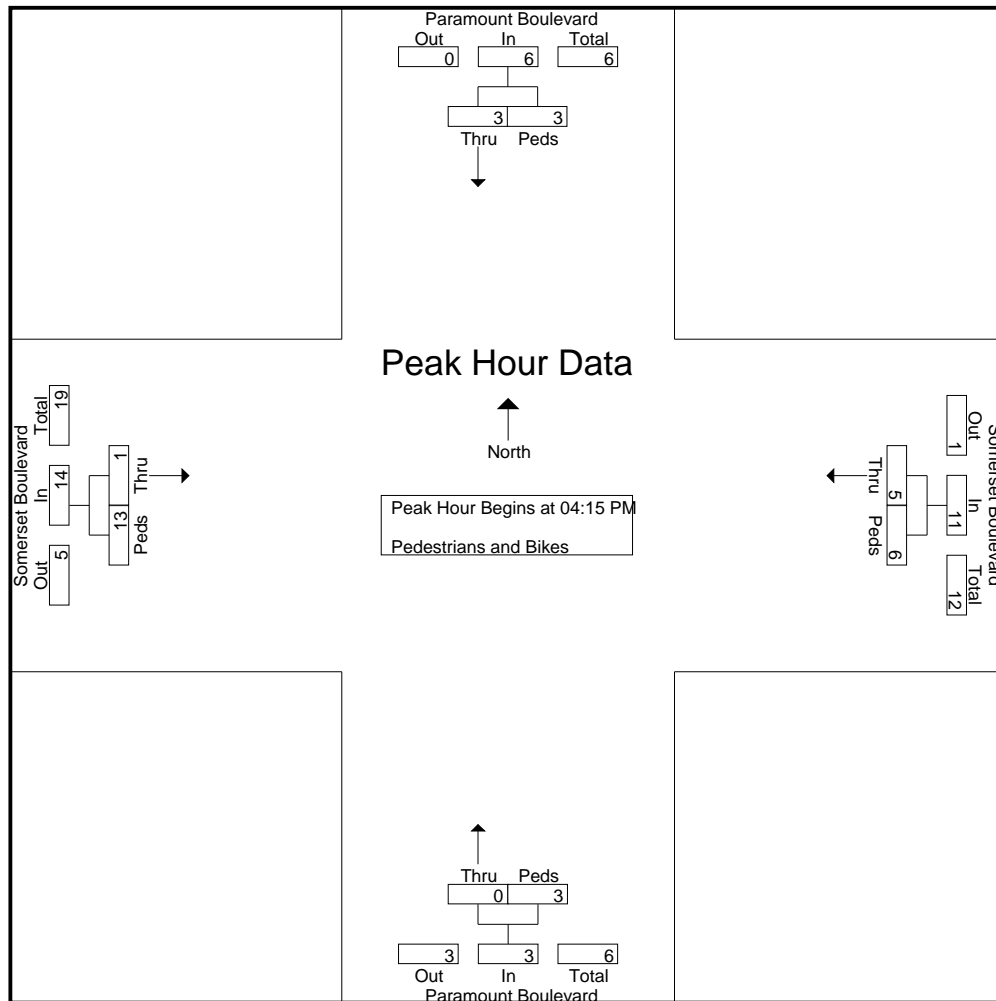 Paramount Boulevard
Out In Total
0 6 6
3 3
Thru Peds
Peak Hour Data
North
Peak Hour Begins at 04:15 PM
Pedestrians and Bikes
Somerset Boulevard
Out In Total
5 14 19
13 1
Peds Thru
Somerset Boulevard
Out In Total
1 11 12
5 6
Thru Peds
Thru Peds
0 3
3 3 6
Out In Total
Paramount Boulevard